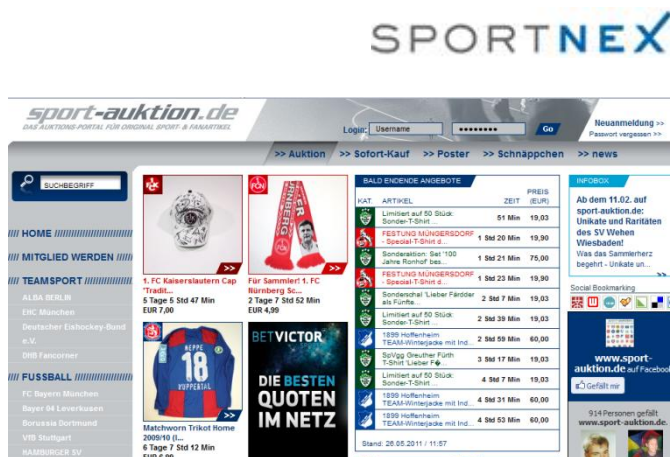 SPORTNEX
sport-auktion.de
DAS AUKTIONS-PORTAL FÜR ORIGINAL SPORT- & FANARTIKEL
Login: Username •••••••• Go
Neuanmeldung >>
Passwort vergessen >>
>> Auktion >> Sofort-Kauf >> Poster >> Schnäppchen >> news
SUCHBEGRIFF
HOME
MITGLIED WERDEN
TEAMSPORT
ALBA BERLIN
EHC München
Deutscher Eishockey-Bund
e.V.
DHB Fancorner
FUSSBALL
FC Bayern München
Bayer 04 Leverkusen
Borussia Dortmund
VfB Stuttgart
HAMBURGER SV
>>
1. FC Kaiserslautern Cap
'Tradit...
5 Tage 5 Std 47 Min
EUR 7,00
FCN
NÜRNBERG
>>
Für Sammler! 1. FC
Nürnberg Sc...
2 Tage 7 Std 52 Min
EUR 4,99
18
WUPPERTAL
>>
Matchworn Trikot Home
2009/10 (l...
6 Tage 7 Std 12 Min
EUR 6,99
BETVICTOR
DIE BESTEN
QUOTEN
IM NETZ
BALD ENDENDE ANGEBOTE
KAT. ARTIKEL ZEIT PREIS (EUR)
Limitiert auf 50 Stück: Sonder-T-Shirt ... 51 Min 19,03
FESTUNG MÜNGERSDORF - Special-T-Shirt d... 1 Std 20 Min 19,90
Sonderaktion: Set '100 Jahre Ronhof' bes... 1 Std 21 Min 75,00
FESTUNG MÜNGERSDORF - Special-T-Shirt d... 1 Std 23 Min 19,90
Sonderschal 'Lieber Färdder als Fünfta... 2 Std 7 Min 19,03
Limitiert auf 50 Stück: Sonder-T-Shirt ... 2 Std 39 Min 19,03
1899 Hoffenheim TEAM-Winterjacke mit Ind... 2 Std 59 Min 60,00
SpVgg Greuther Fürth T-Shirt 'Lieber F�... 3 Std 17 Min 19,03
Limitiert auf 50 Stück: Sonder-T-Shirt ... 4 Std 7 Min 19,03
1899 Hoffenheim TEAM-Winterjacke mit Ind... 4 Std 31 Min 60,00
1899 Hoffenheim TEAM-Winterjacke mit Ind... 4 Std 53 Min 60,00
Stand: 26.05.2011 / 11:57
INFOBOX
Ab dem 11.02. auf
sport-auktion.de:
Unikate und Raritäten
des SV Wehen
Wiesbaden!
Was das Sammlerherz
begehrt - Unikate un...
>>
Social Bookmarking
www.sport-
auktion.de auf Facebook
Gefällt mir
914 Personen gefällt
www.sport-auktion.de.